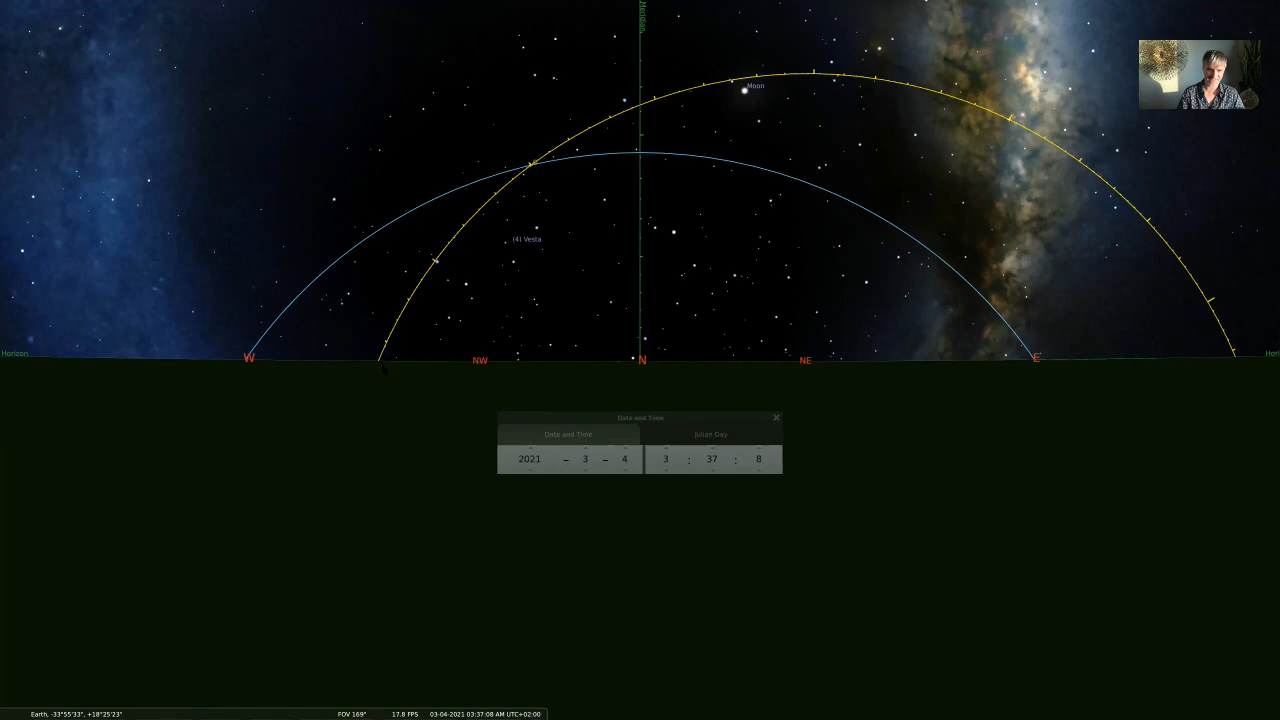 Meridian
Moon
(4) Vesta
Horizon
W
NW
N
NE
E
Hori
Date and Time
Date and Time
Julian Day
2021 – 3 – 4 3 : 37 : 8
Earth, -33°55'33", +18°25'23" FOV 169° 17.8 FPS 03-04-2021 03:37:08 AM UTC+02:00